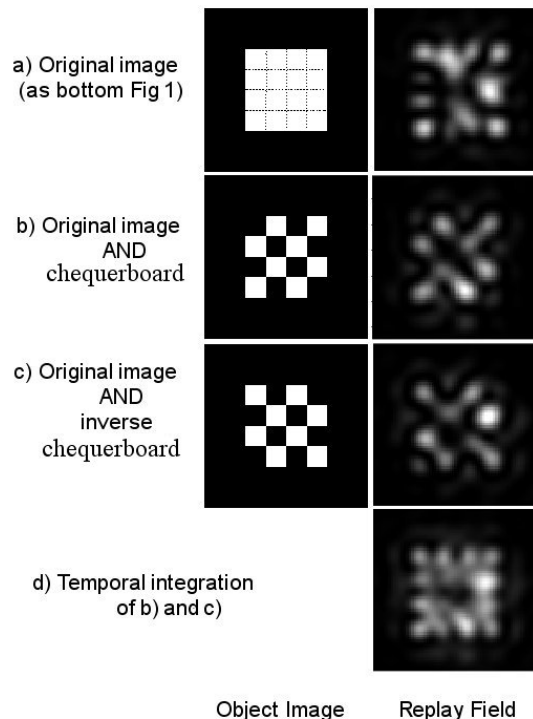 a) Original image
(as bottom Fig 1)
b) Original image
AND
chequerboard
c) Original image
AND
inverse
chequerboard
d) Temporal integration
of b) and c)
Object Image Replay Field